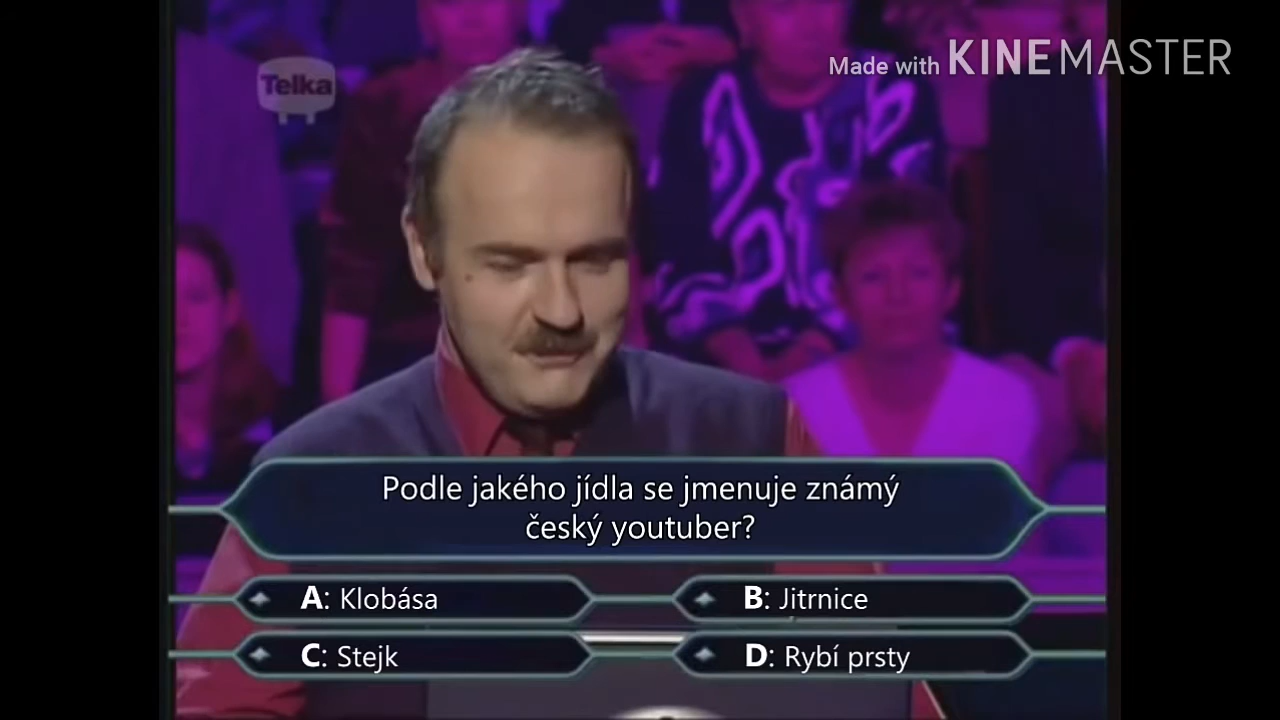 Telka
Made with KINEMASTER
Podle jakého jídla se jmenuje známý
český youtuber?
A: Klobása
B: Jitrnice
C: Stejk
D: Rybí prsty